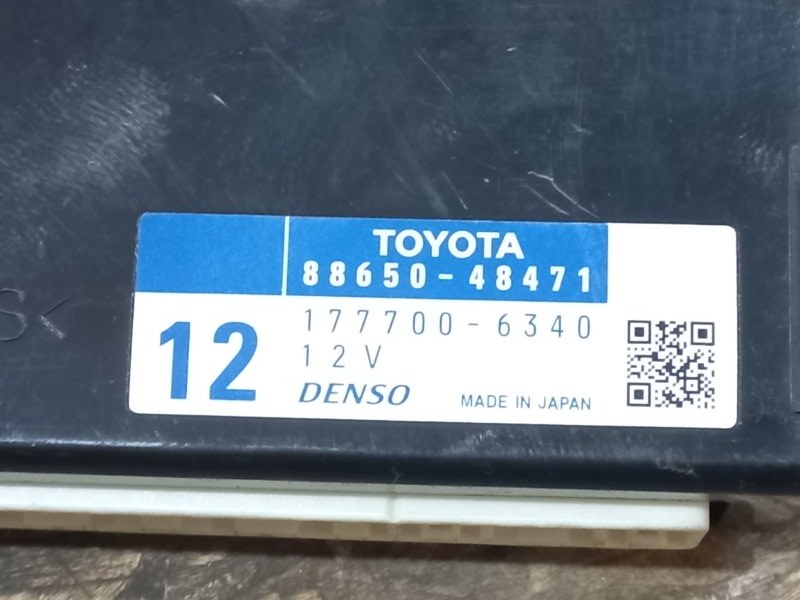 TOYOTA
88650-48471
12
177700-6340
12V
DENSO
MADE IN JAPAN
S<